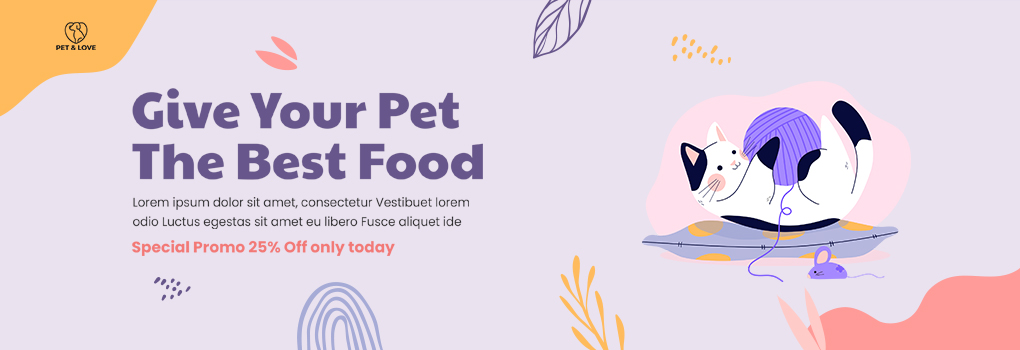 PET & LOVE
Give Your Pet
The Best Food
Lorem ipsum dolor sit amet, consectetur Vestibuet lorem
odio Luctus egestas sit amet eu libero Fusce aliquet ide
Special Promo 25% Off only today